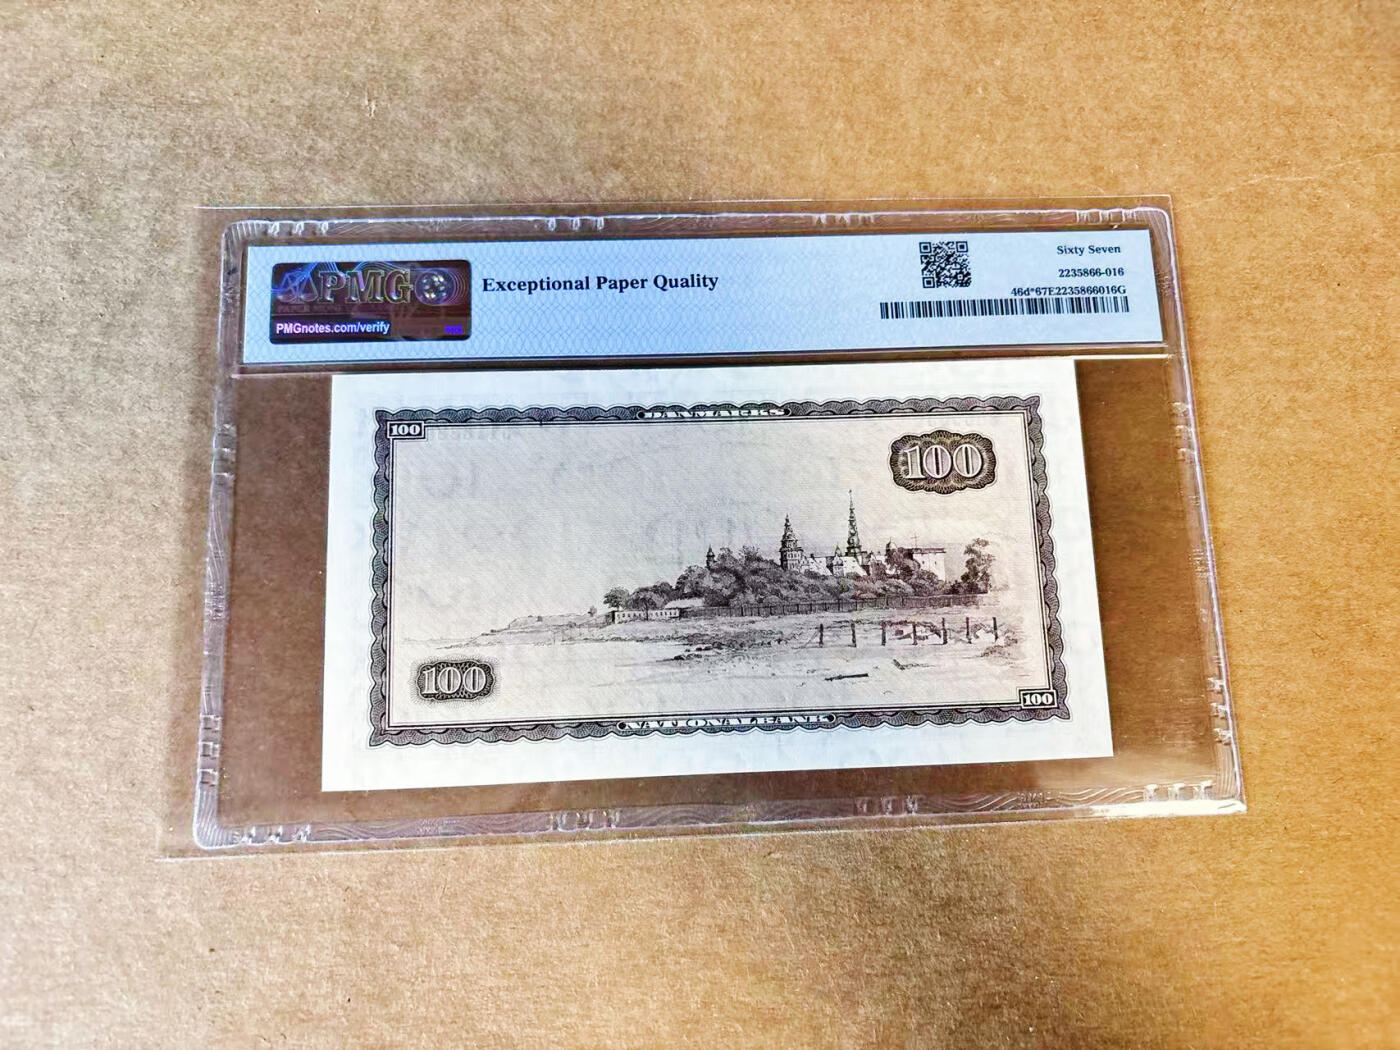 PMG
PMGnotes.com/verify
Exceptional Paper Quality
Sixty Seven
2235866-016
46d*67E2235866016G
DANMARKS
100
100
100
100
NATIONALBANK